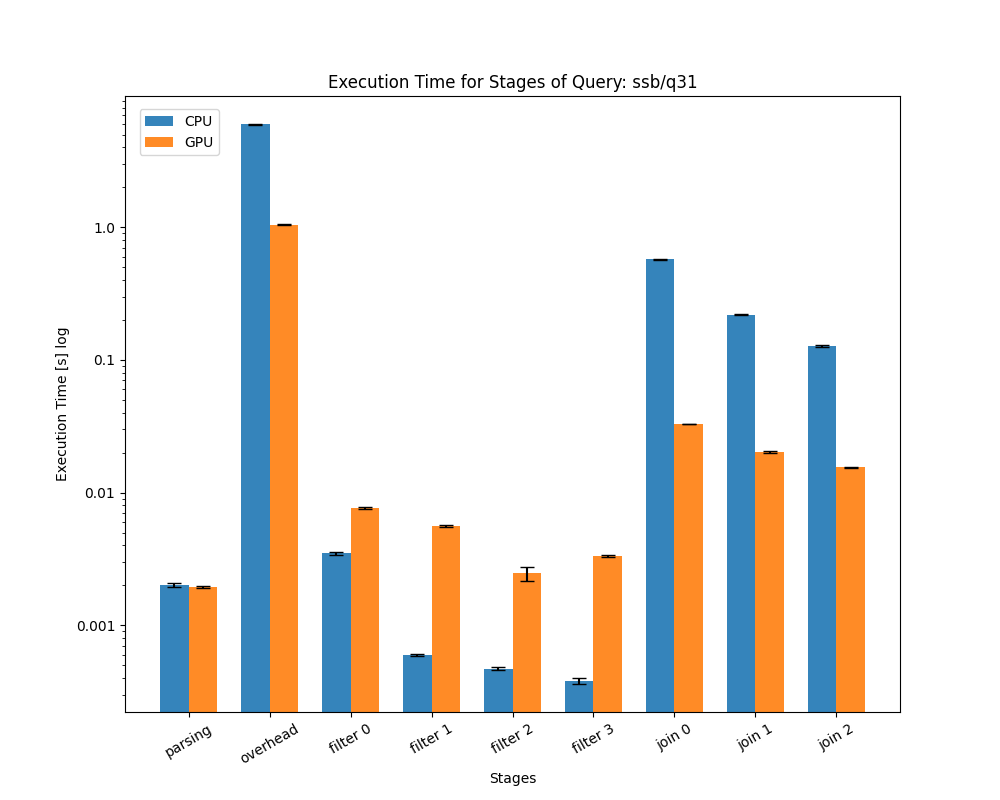 Execution Time for Stages of Query: ssb/q31
CPU
GPU
Execution Time [s] log
1.0
0.1
0.01
0.001
parsing
overhead
filter 0
filter 1
filter 2
filter 3
join 0
join 1
join 2
Stages